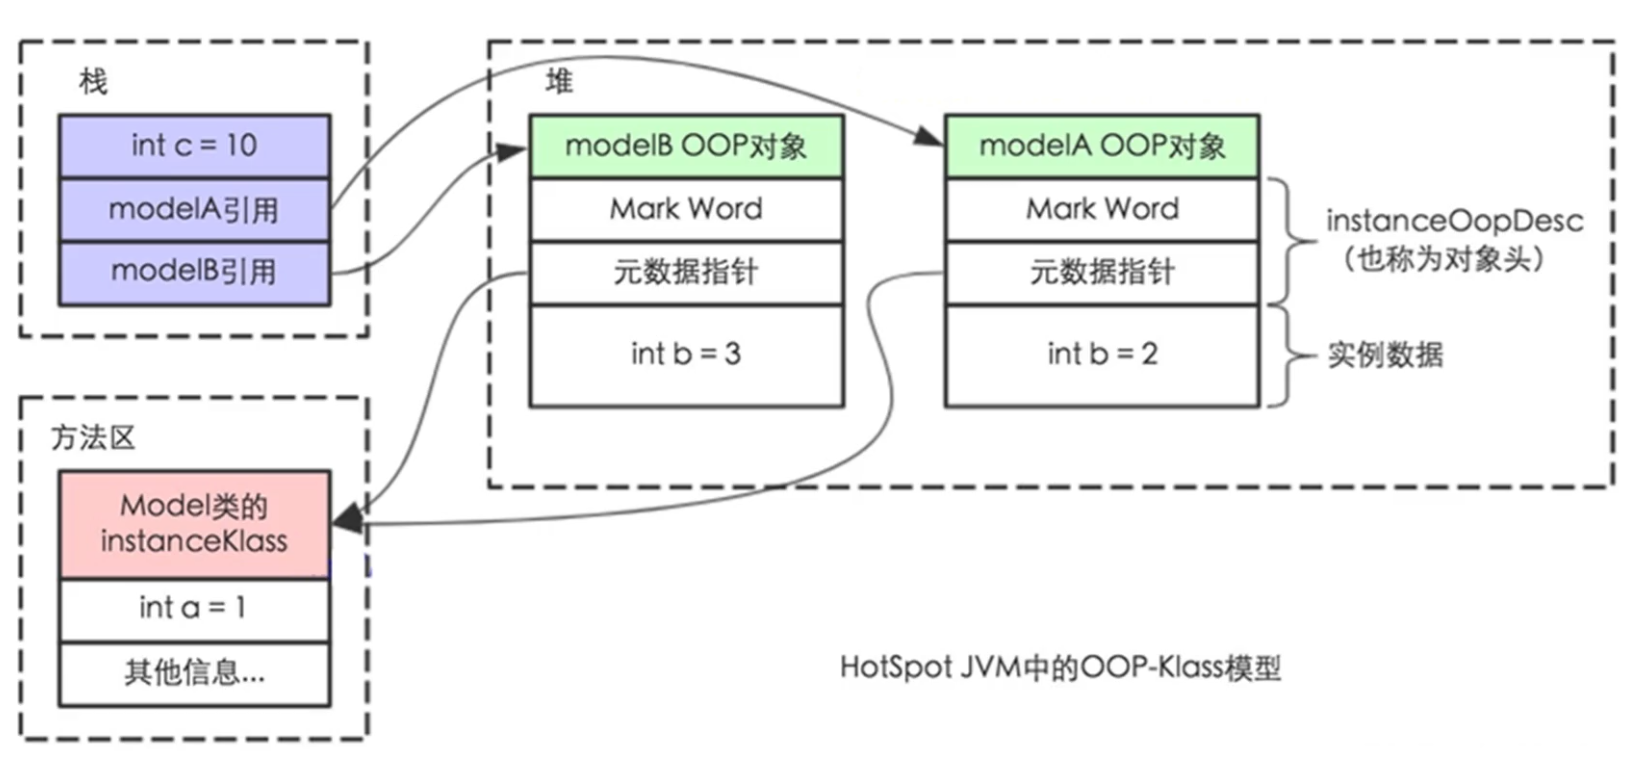 栈
int c = 10
modelA引用
modelB引用
堆
modelB OOP对象
Mark Word
元数据指针
int b = 3
modelA OOP对象
Mark Word
元数据指针
int b = 2
instanceOopDesc
（也称为对象头）
实例数据
方法区
Model类的
instanceKlass
int a = 1
其他信息...
HotSpot JVM中的OOP-Klass模型